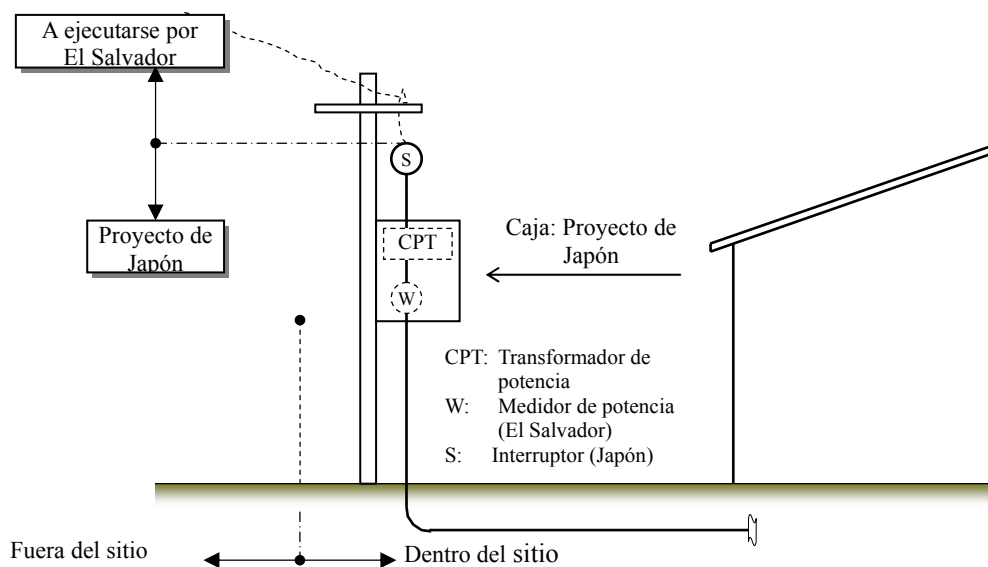 A ejecutarse por
El Salvador
S
Proyecto de
Japón
CPT
W
Caja: Proyecto de
Japón
CPT: Transformador de
potencia
W: Medidor de potencia
(El Salvador)
S: Interruptor (Japón)
Fuera del sitio
Dentro del sitio